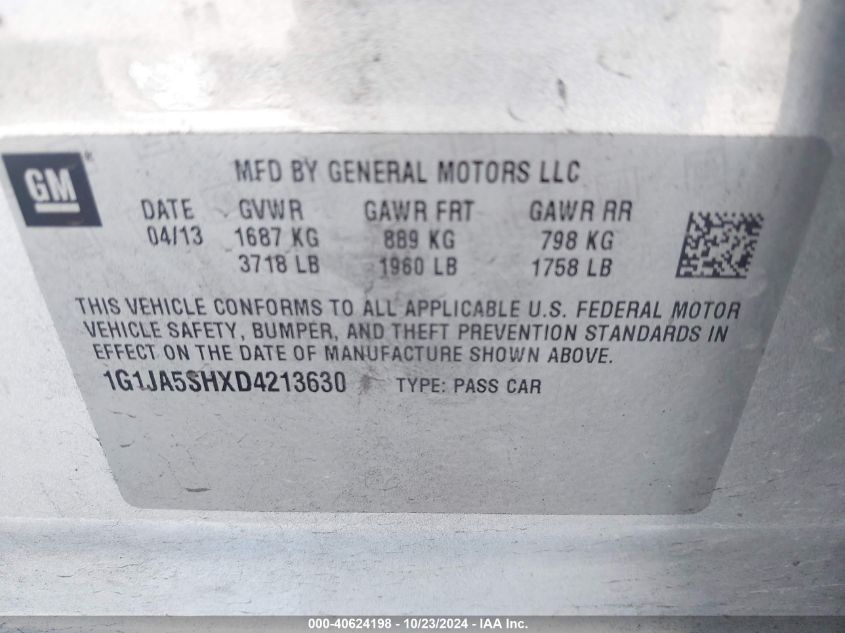 GM®
MFD BY GENERAL MOTORS LLC
DATE GVWR GAWR FRT GAWR RR
04/13 1687 KG 889 KG 798 KG
3718 LB 1960 LB 1758 LB
THIS VEHICLE CONFORMS TO ALL APPLICABLE U.S. FEDERAL MOTOR
VEHICLE SAFETY, BUMPER, AND THEFT PREVENTION STANDARDS IN
EFFECT ON THE DATE OF MANUFACTURE SHOWN ABOVE.
1G1JA5SHXD4213630 TYPE: PASS CAR
000-40624198 - 10/23/2024 - IAA Inc.